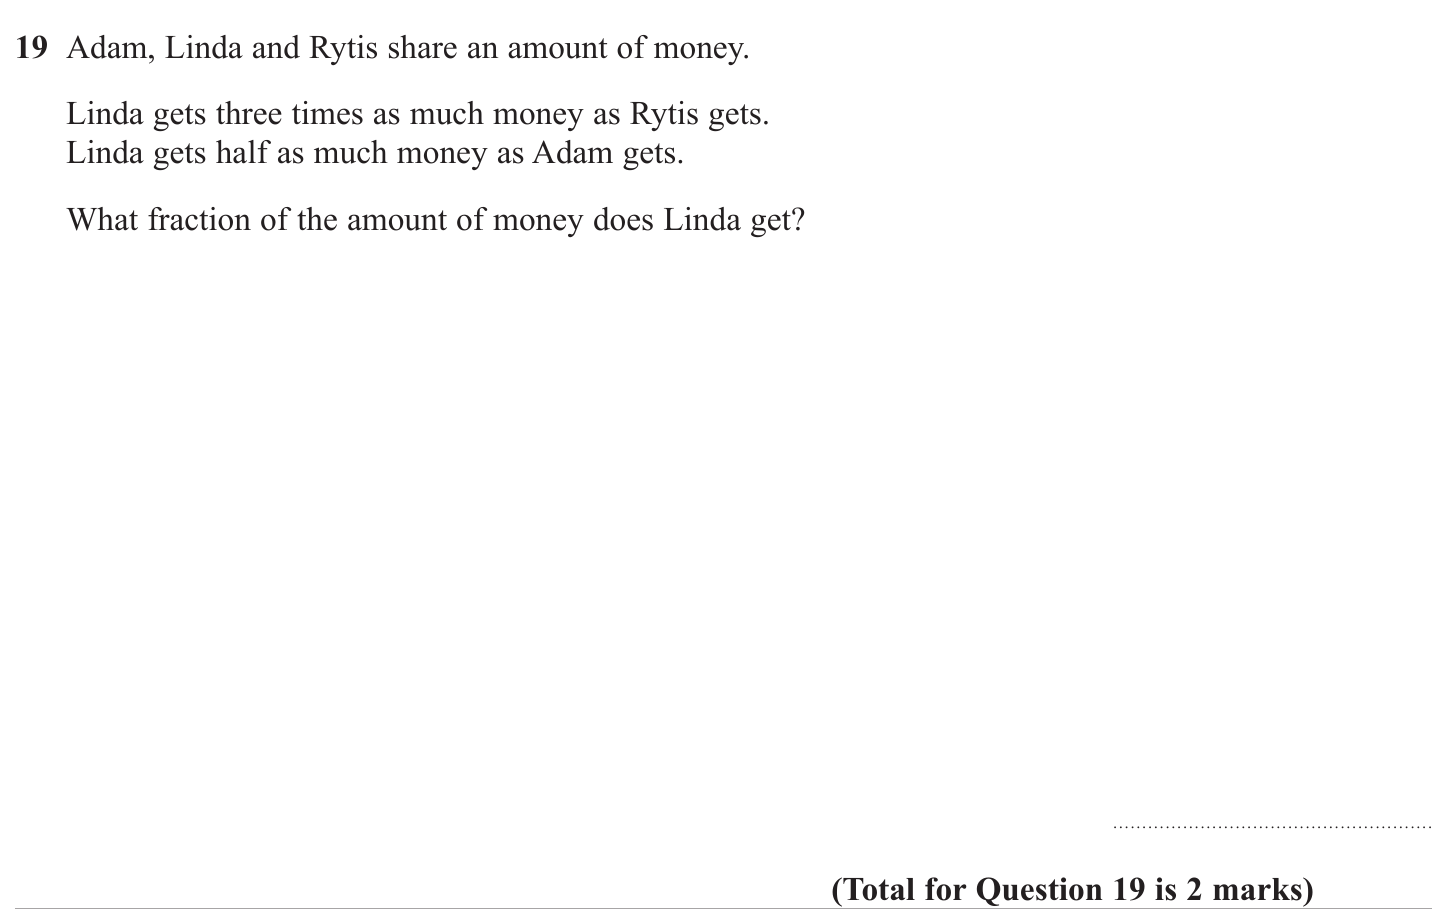 19 Adam, Linda and Rytis share an amount of money.
Linda gets three times as much money as Rytis gets.
Linda gets half as much money as Adam gets.
What fraction of the amount of money does Linda get?
(Total for Question 19 is 2 marks)